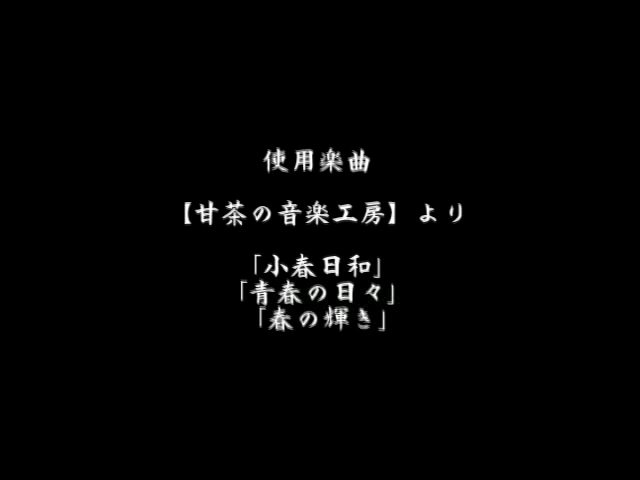 使用楽曲
【甘茶の音楽工房】より
「小春日和」
「青春の日々」
「春の輝き」